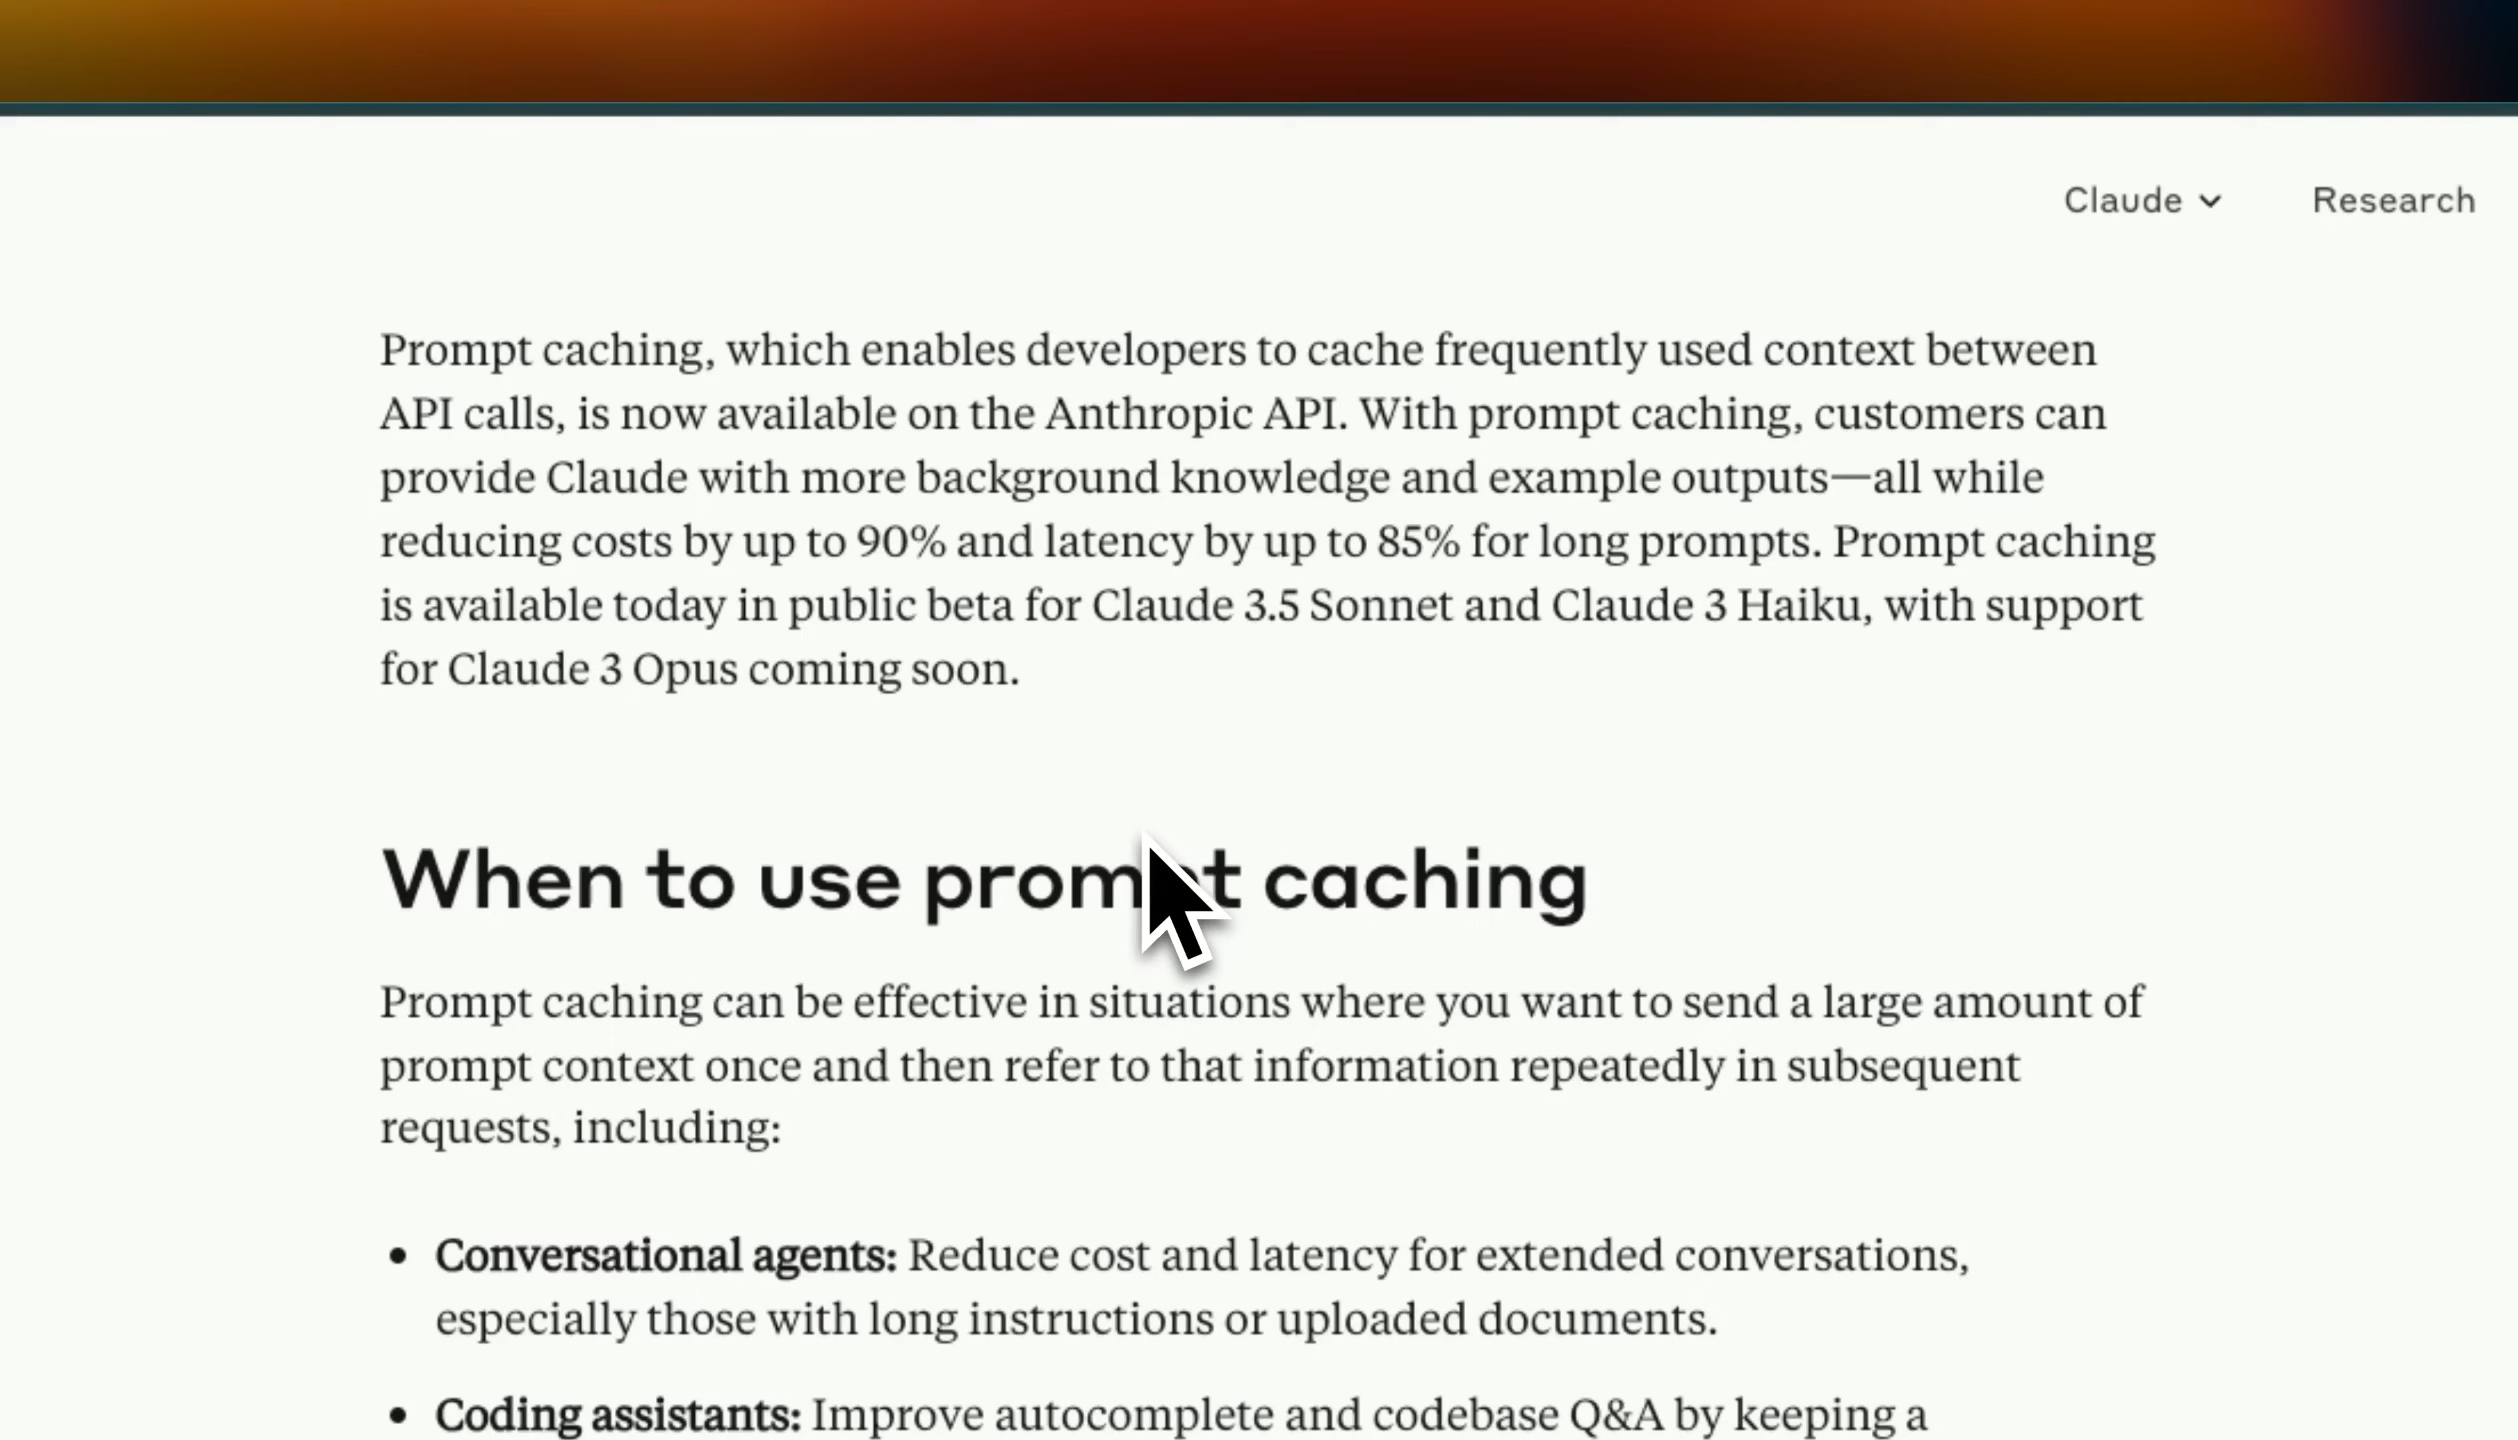 Claude
Research
Prompt caching, which enables developers to cache frequently used context between
API calls, is now available on the Anthropic API. With prompt caching, customers can
provide Claude with more background knowledge and example outputs—all while
reducing costs by up to 90% and latency by up to 85% for long prompts. Prompt caching
is available today in public beta for Claude 3.5 Sonnet and Claude 3 Haiku, with support
for Claude 3 Opus coming soon.
When to use prompt caching
Prompt caching can be effective in situations where you want to send a large amount of
prompt context once and then refer to that information repeatedly in subsequent
requests, including:
• Conversational agents: Reduce cost and latency for extended conversations,
especially those with long instructions or uploaded documents.
• Coding assistants: Improve autocomplete and codebase Q&A by keeping a